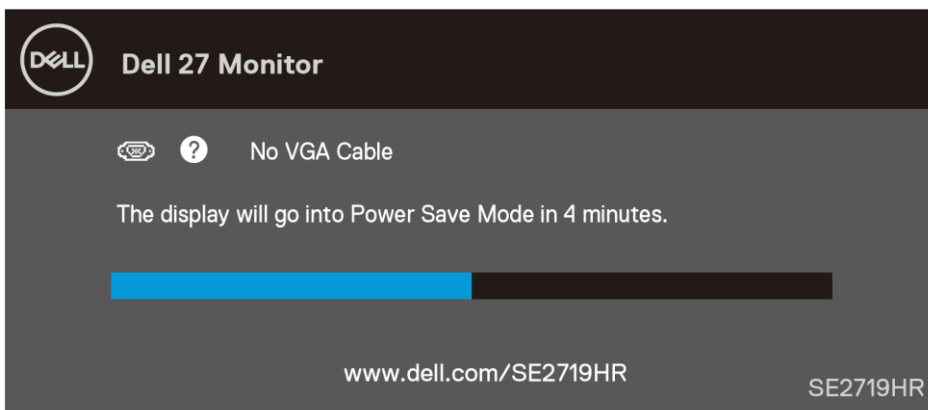 DELL
Dell 27 Monitor
? No VGA Cable
The display will go into Power Save Mode in 4 minutes.
www.dell.com/SE2719HR
SE2719HR